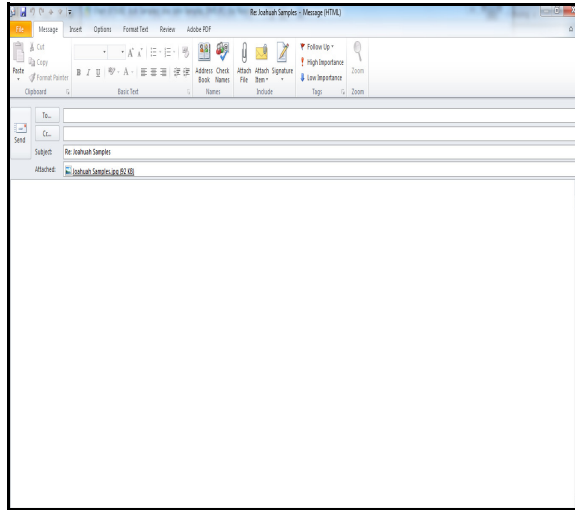 Re: Joahuah Samples – Message (HTML)
File Message Insert Options Format Text Review Adobe PDF
Cut
Copy
Format Painter
Paste
B I U
Address Book
Check Names
Attach File
Attach Item
Signature
Follow Up
High Importance
Low Importance
Zoom
Clipboard Basic Text Names Include Tags Zoom
Send
To...
Cc...
Subject: Re: Joahuah Samples
Attached: Joahuah Samples.jpg (92 KB)